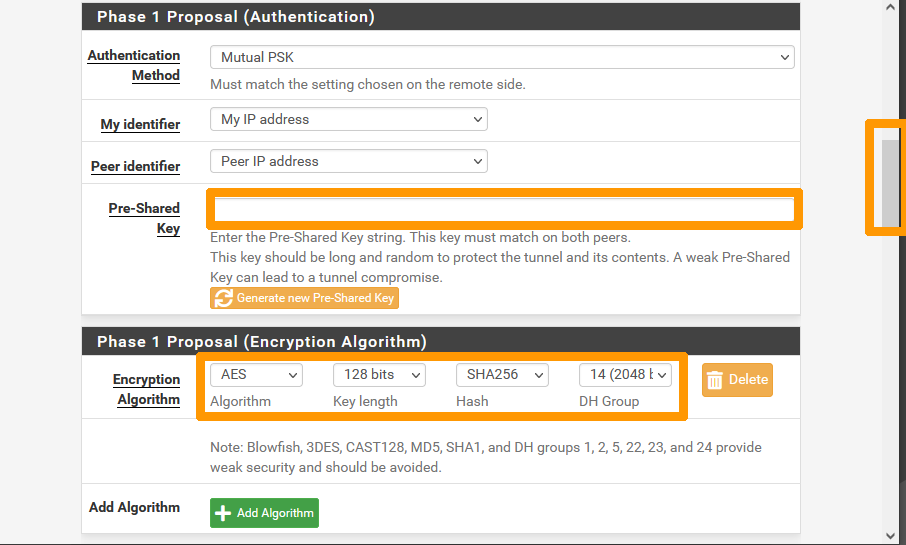 Phase 1 Proposal (Authentication)
Authentication Method
Mutual PSK
Must match the setting chosen on the remote side.
My identifier
My IP address
Peer identifier
Peer IP address
Pre-Shared Key
Enter the Pre-Shared Key string. This key must match on both peers.
This key should be long and random to protect the tunnel and its contents. A weak Pre-Shared
Key can lead to a tunnel compromise.
Generate new Pre-Shared Key
Phase 1 Proposal (Encryption Algorithm)
Encryption Algorithm
AES
128 bits
SHA256
14 (2048 b
Delete
Algorithm
Key length
Hash
DH Group
Note: Blowfish, 3DES, CAST128, MD5, SHA1, and DH groups 1, 2, 5, 22, 23, and 24 provide
weak security and should be avoided.
Add Algorithm
Add Algorithm